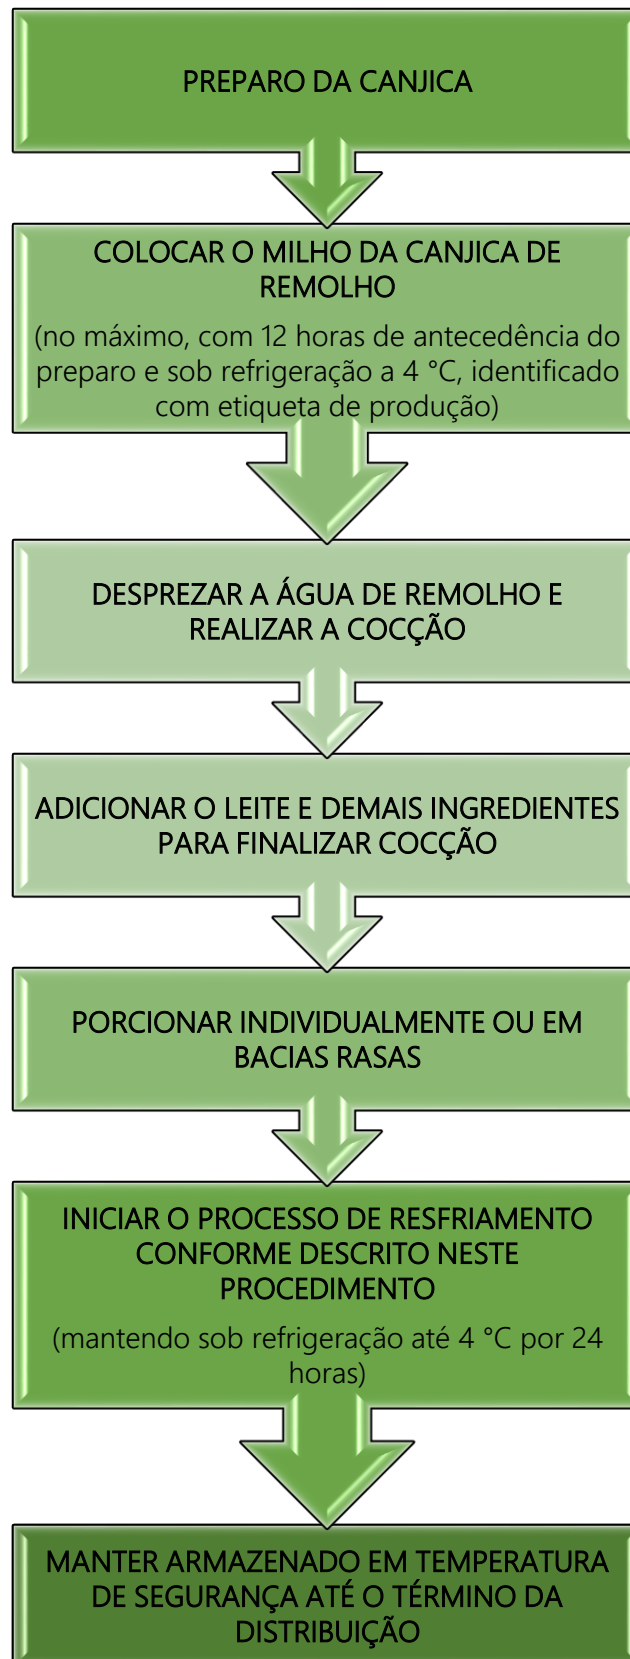 PREPARO DA CANJICA
COLOCAR O MILHO DA CANJICA DE
REMOLHO
(no máximo, com 12 horas de antecedência do
preparo e sob refrigeração a 4 °C, identificado
com etiqueta de produção)
DESPREZAR A ÁGUA DE REMOLHO E
REALIZAR A COCÇÃO
ADICIONAR O LEITE E DEMAIS INGREDIENTES
PARA FINALIZAR COCÇÃO
PORCIONAR INDIVIDUALMENTE OU EM
BACIAS RASAS
INICIAR O PROCESSO DE RESFRIAMENTO
CONFORME DESCRITO NESTE
PROCEDIMENTO
(mantendo sob refrigeração até 4 °C por 24
horas)
MANTER ARMAZENADO EM TEMPERATURA
DE SEGURANÇA ATÉ O TÉRMINO DA
DISTRIBUIÇÃO